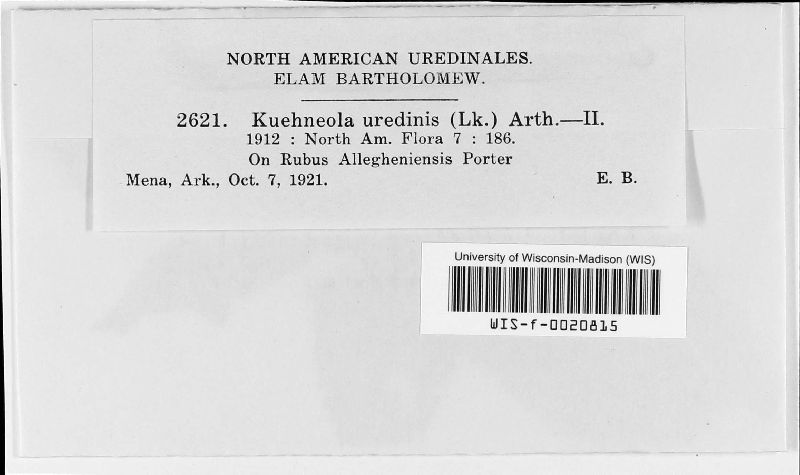 NORTH AMERICAN UREDINALES.
ELAM BARTHOLOMEW.
2621. Kuehneola uredinis (Lk.) Arth.—II.
1912 : North Am. Flora 7 : 186.
On Rubus Allegheniensis Porter
Mena, Ark., Oct. 7, 1921. E. B.
University of Wisconsin-Madison (WIS)
WIS-f-0020815